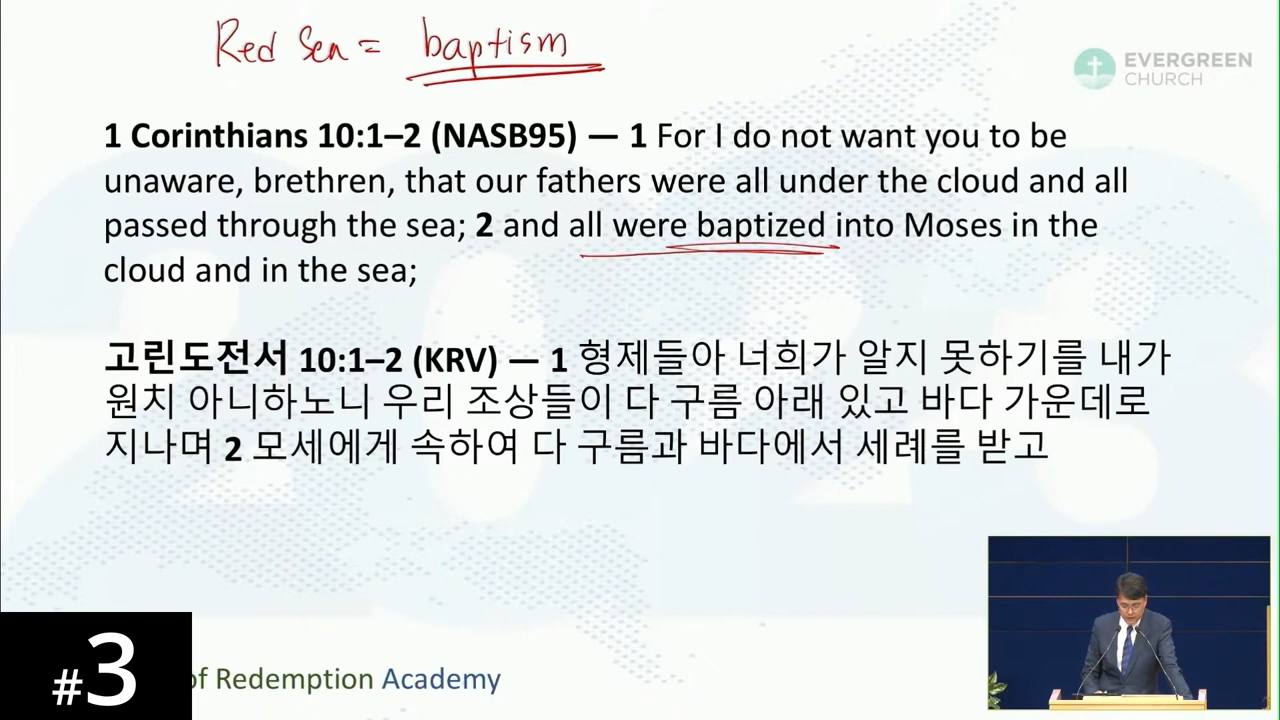 Red Sea = baptism
EVERGREEN
CHURCH
1 Corinthians 10:1–2 (NASB95) — 1 For I do not want you to be
unaware, brethren, that our fathers were all under the cloud and all
passed through the sea; 2 and all were baptized into Moses in the
cloud and in the sea;
고린도전서 10:1–2 (KRV) — 1 형제들아 너희가 알지 못하기를 내가
원치 아니하노니 우리 조상들이 다 구름 아래 있고 바다 가운데로
지나며 2 모세에게 속하여 다 구름과 바다에서 세례를 받고
#3
of Redemption Academy